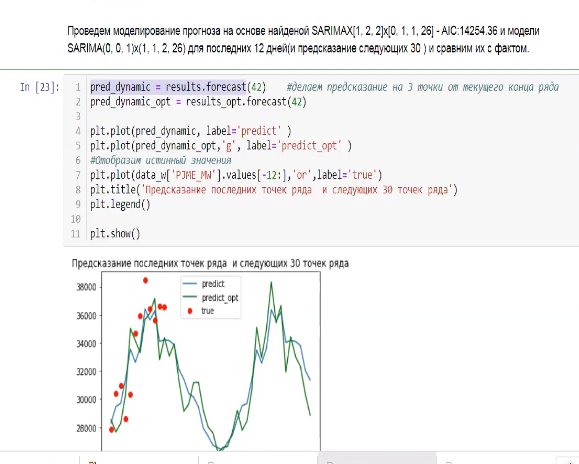 Проведем моделирование прогноза на основе найденой SARIMAX[1, 2, 2]x[0, 1, 1, 26] - AIC:14254.36 и модели
SARIMA(0, 0, 1)x(1, 1, 2, 26) для последних 12 дней(и предсказание следующих 30 ) и сравним их с фактом.
In [23]:
1 pred_dynamic = results.forecast(42) #делаем предсказание на 3 точки от текущего конца ряда
2 pred_dynamic_opt = results_opt.forecast(42)
3
4 plt.plot(pred_dynamic, label='predict' )
5 plt.plot(pred_dynamic_opt,'g', label='predict_opt' )
6 #Отобразим истинный значения
7 plt.plot(data_w['PJME_MW'].values[-12:],'or',label='true')
8 plt.title('Предсказание последних точек ряда и следующих 30 точек ряда')
9 plt.legend()
10
11 plt.show()
Предсказание последних точек ряда и следующих 30 точек ряда
predict
predict_opt
true
38000
36000
34000
32000
30000
28000